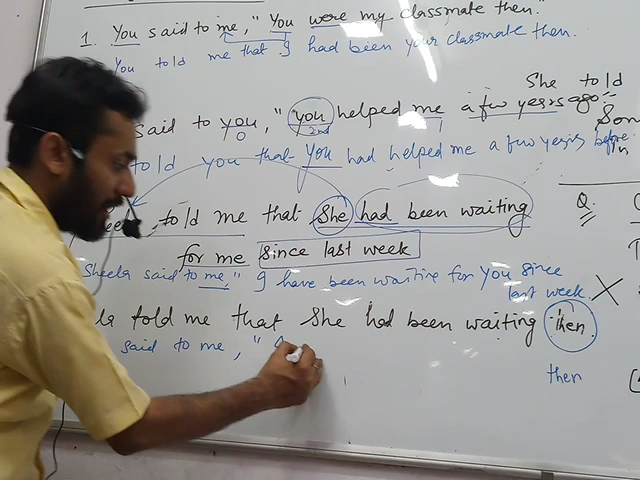 1. You said to me, " You were my classmate then."
You told me that I had been your classmate then.
She told
said to you, " you helped me a few years ago
O 2nd 1
told you that you had helped me a few years before
told me that She had been waiting
Q.
for me since last week
Sheela said to me, " I have been waiting for you since
last week X
told me that She had been waiting then
said to me, "
then